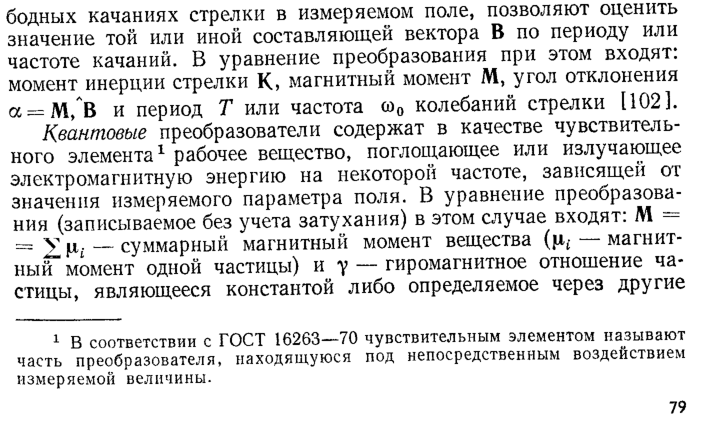 бодных качаниях стрелки в измеряемом поле, позволяют оценить
значение той или иной составляющей вектора B по периоду или
частоте качаний. В уравнение преобразования при этом входят:
момент инерции стрелки K, магнитный момент M, угол отклонения
α = M,^B и период T или частота ω₀ колебаний стрелки [102].
Квантовые преобразователи содержат в качестве чувствитель-
ного элемента¹ рабочее вещество, поглощающее или излучающее
электромагнитную энергию на некоторой частоте, зависящей от
значения измеряемого параметра поля. В уравнение преобразова-
ния (записываемое без учета затухания) в этом случае входят: M =
= ∑ μᵢ — суммарный магнитный момент вещества (μᵢ — магнит-
ный момент одной частицы) и γ — гиромагнитное отношение ча-
стицы, являющееся константой либо определяемое через другие
¹ В соответствии с ГОСТ 16263—70 чувствительным элементом называют
часть преобразователя, находящуюся под непосредственным воздействием
измеряемой величины.
79